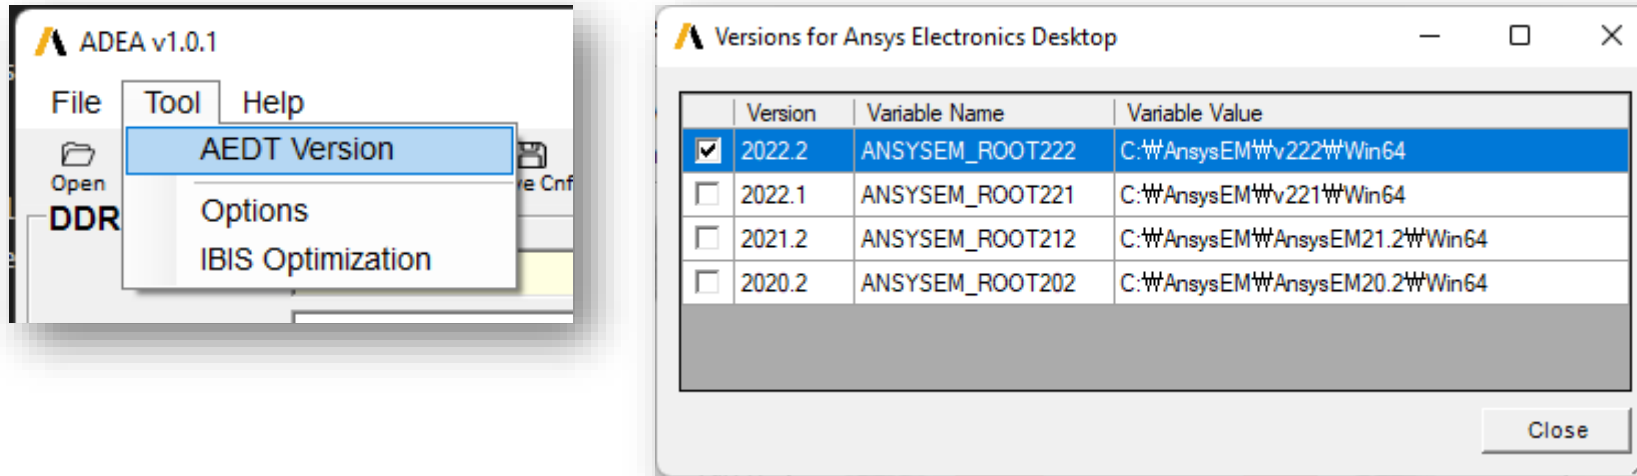 ADEA v1.0.1
File Tool Help
AEDT Version
Open
DDR
Options
IBIS Optimization
Versions for Ansys Electronics Desktop
Version Variable Name Variable Value
2022.2 ANSYSEM_ROOT222 C:₩AnsysEM₩v222₩Win64
2022.1 ANSYSEM_ROOT221 C:₩AnsysEM₩v221₩Win64
2021.2 ANSYSEM_ROOT212 C:₩AnsysEM₩AnsysEM21.2₩Win64
2020.2 ANSYSEM_ROOT202 C:₩AnsysEM₩AnsysEM20.2₩Win64
Close